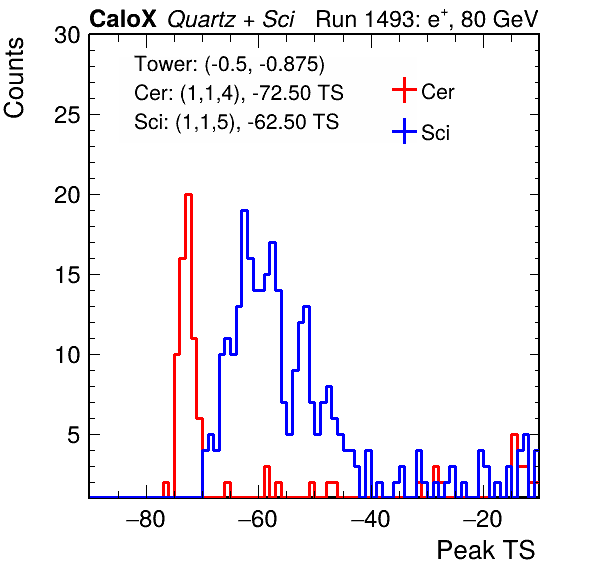 CaloX Quartz + Sci Run 1493: e+, 80 GeV
Counts
30
25
20
15
10
5
Tower: (-0.5, -0.875)
Cer: (1,1,4), -72.50 TS
Sci: (1,1,5), -62.50 TS
Cer
Sci
−80 −60 −40 −20
Peak TS